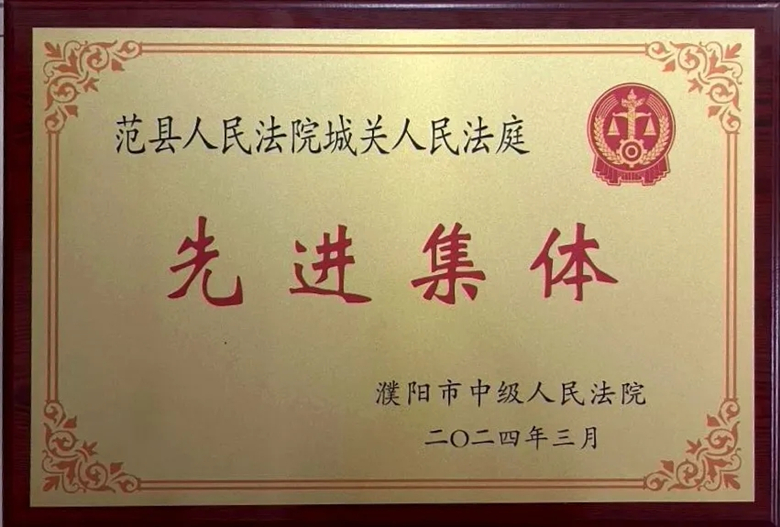 范县人民法院城关人民法庭
先进集体
濮阳市中级人民法院
二〇二四年三月